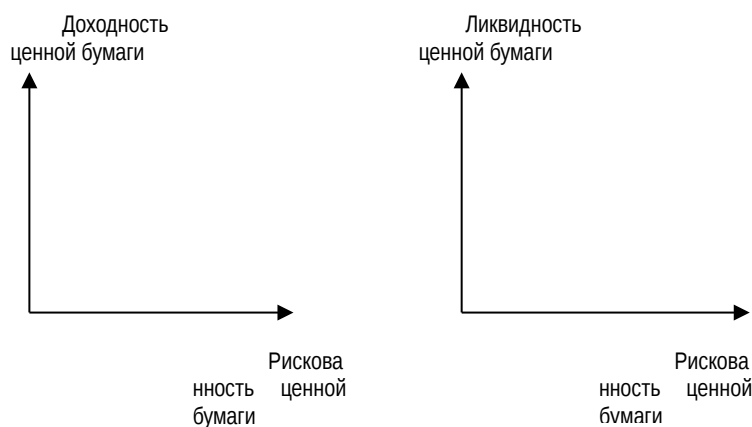 Доходность
ценной бумаги
Ликвидность
ценной бумаги
Рискова
нность ценной
бумаги
Рискова
нность ценной
бумаги